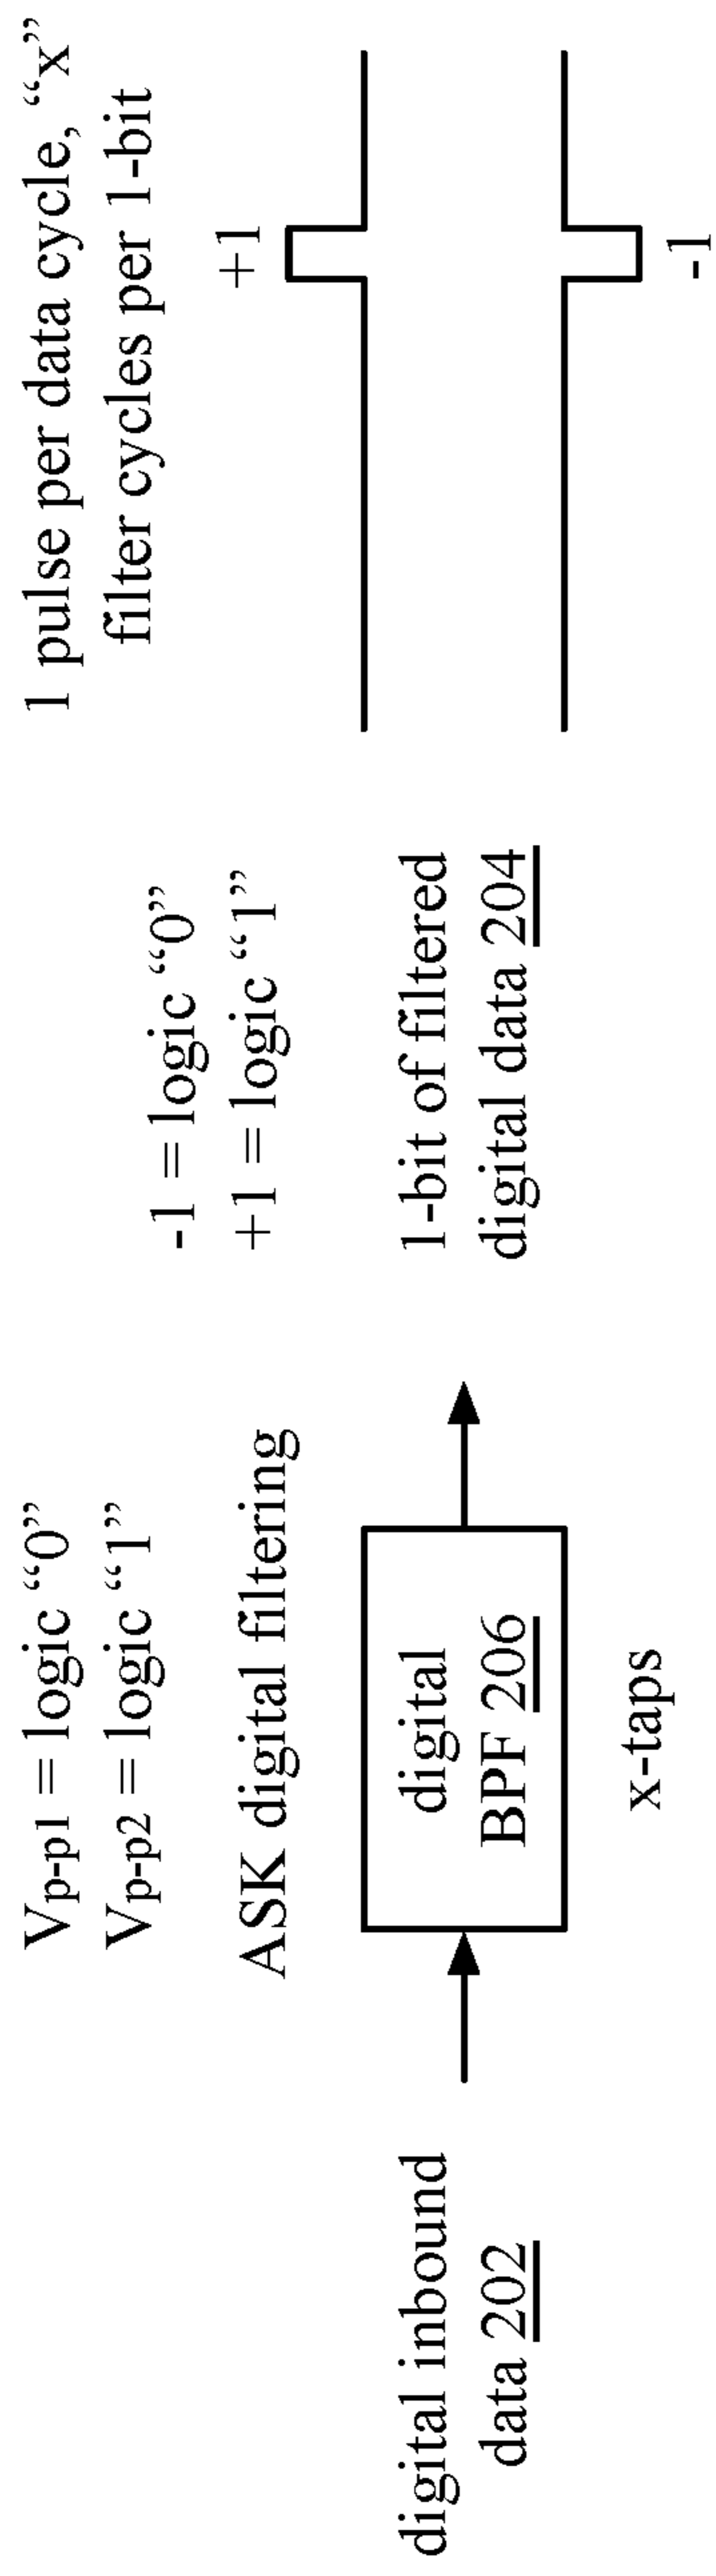 Vp-p1 = logic “0”
Vp-p2 = logic “1”
ASK digital filtering
digital inbound
data 202
digital
BPF 206
x-taps
-1 = logic “0”
+1 = logic “1”
1-bit of filtered
digital data 204
1 pulse per data cycle, “x”
filter cycles per 1-bit
+1
-1